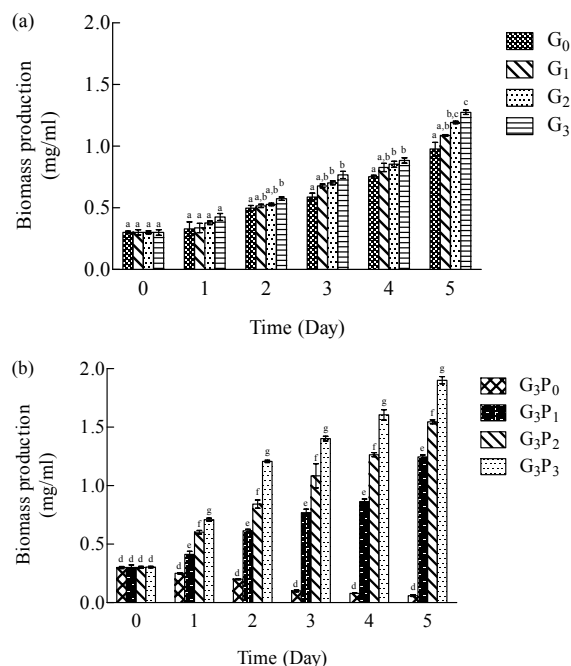 (a)
2.0
1.5
1.0
0.5
0.0
Biomass production
(mg/ml)
a a a a
a a a a
a a,b a,b b
a a,b a,b b
a a,b b b
a a,b b,c c
0 1 2 3 4 5
Time (Day)
G0
G1
G2
G3
(b)
2.0
1.5
1.0
0.5
0.0
Biomass production
(mg/ml)
d d d d
d e f g
d e f g
d e f g
d e f g
d e f g
0 1 2 3 4 5
Time (Day)
G3P0
G3P1
G3P2
G3P3